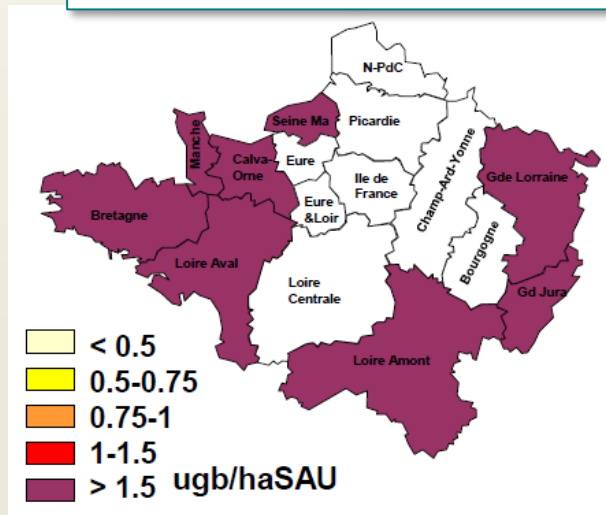 N-PdC
Seine Ma
Picardie
Manche
Calva-
Orne
Eure
Ile de
France
Champ-Ard-Yonne
Gde Lorraine
Bretagne
Eure
&Loir
Bourgogne
Loire Aval
Loire
Centrale
Gd Jura
Loire Amont
< 0.5
0.5-0.75
0.75-1
1-1.5
> 1.5 ugb/haSAU